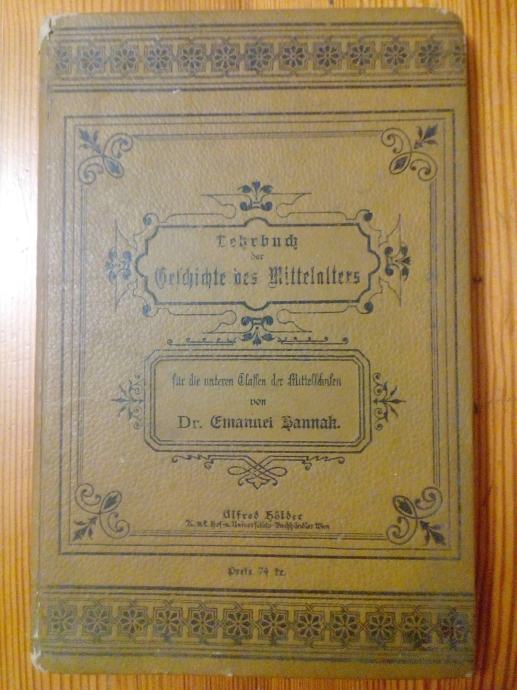 Lehrbuch
der
Geschichte des Mittelalters
für die unteren Classen der Mittelschulen
von
Dr. Emanuel Hannak.
Alfred Hölder
K. u. k. Hof- u. Universitäts-Buchhändler Wien
Preis 74 kr.